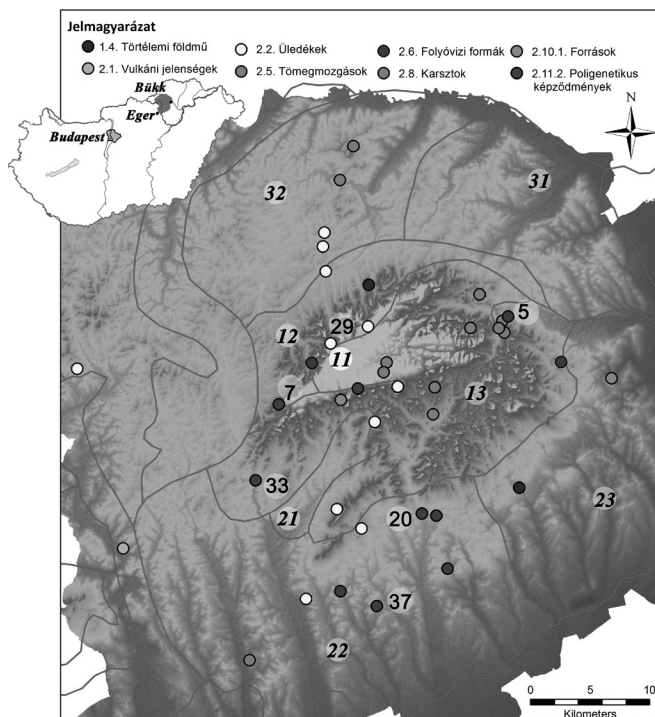 Jelmagyarázat
1.4. Törtélemi földmű
2.2. Üledékek
2.6. Folyóvizi formák
2.10.1. Források
2.1. Vulkáni jelenségek
2.5. Tömegmozgások
2.8. Karsztok
2.11.2. Poligenetikus
képződmények
Bükk
Eger
Budapest
N
32
31
5
29
12
11
7
13
33
21
20
23
37
22
0 5 10
Kilometers